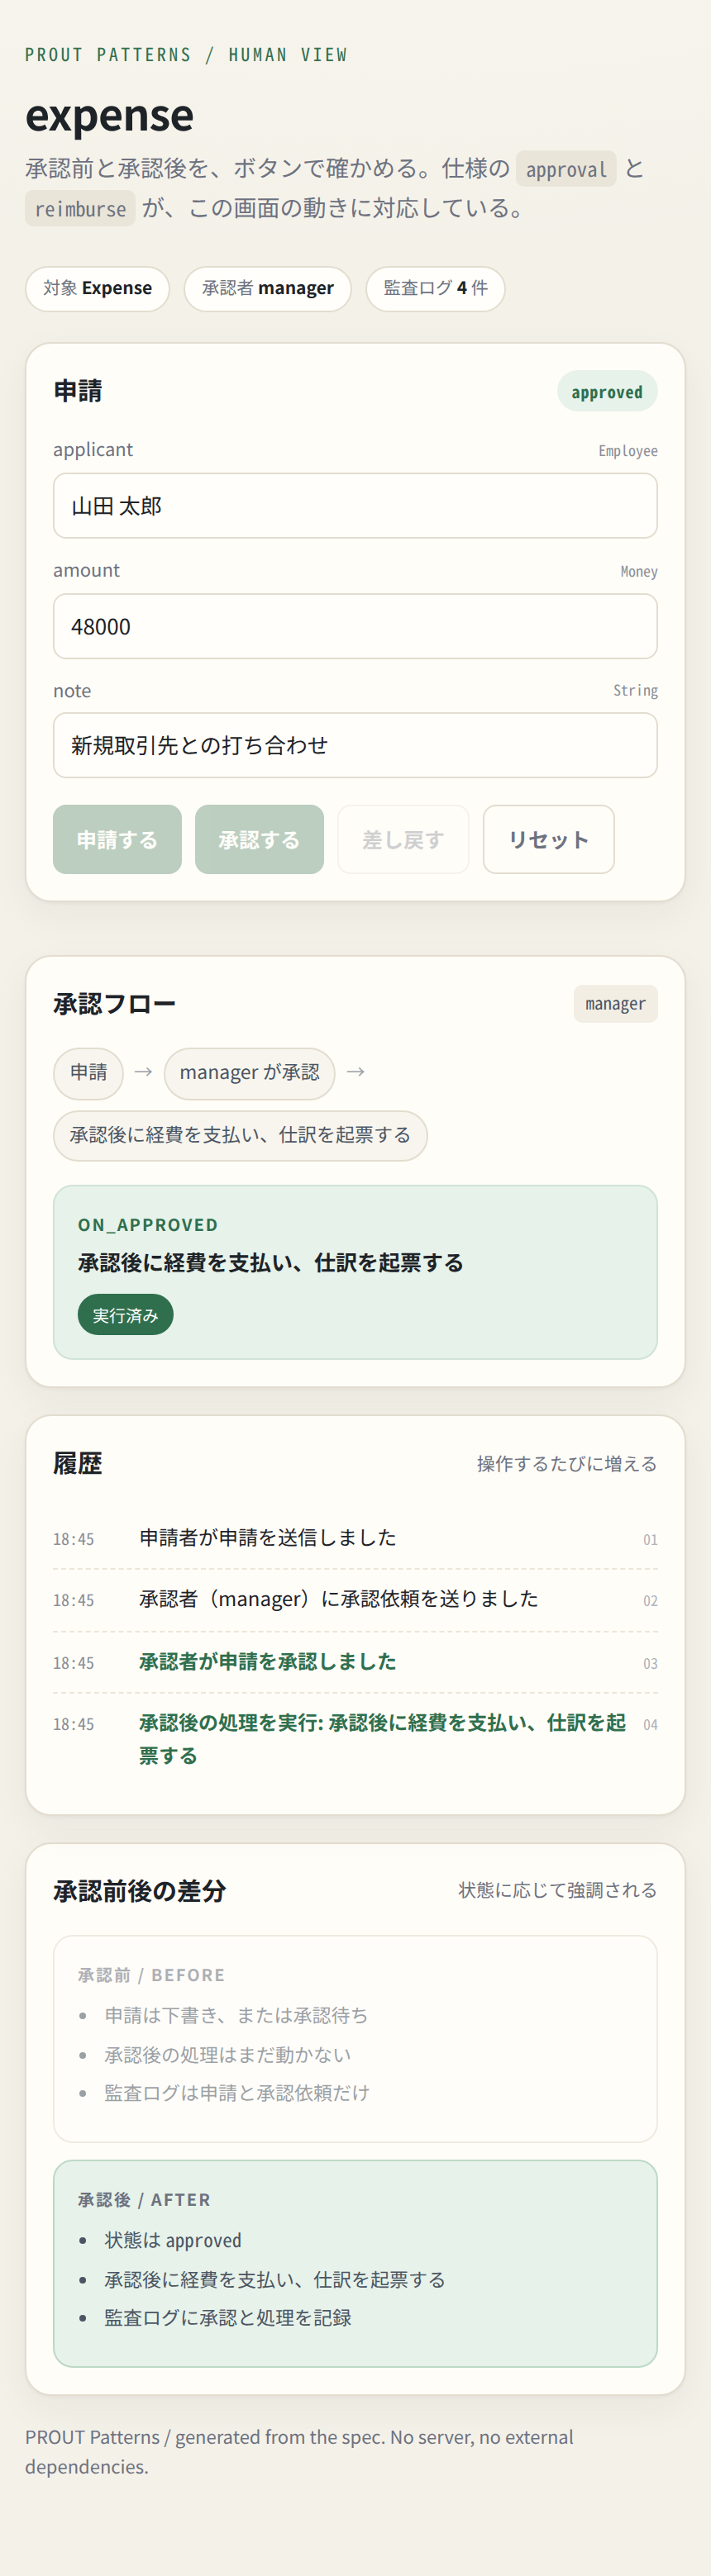 PROUT PATTERNS / HUMAN VIEW
expense
承認前と承認後を、ボタンで確かめる。仕様の approval と
reimburse が、この画面の動きに対応している。
対象 Expense 承認者 manager 監査ログ 4 件
申請 approved
applicant Employee
山田 太郎
amount Money
48000
note String
新規取引先との打ち合わせ
申請する 承認する 差し戻す リセット
承認フロー manager
申請 → manager が承認 →
承認後に経費を支払い、仕訳を起票する
ON_APPROVED
承認後に経費を支払い、仕訳を起票する
実行済み
履歴 操作するたびに増える
18:45 申請者が申請を送信しました 01
18:45 承認者（manager）に承認依頼を送りました 02
18:45 承認者が申請を承認しました 03
18:45 承認後の処理を実行: 承認後に経費を支払い、仕訳を起 04
票する
承認前後の差分 状態に応じて強調される
承認前 / BEFORE
• 申請は下書き、または承認待ち
• 承認後の処理はまだ動かない
• 監査ログは申請と承認依頼だけ
承認後 / AFTER
• 状態は approved
• 承認後に経費を支払い、仕訳を起票する
• 監査ログに承認と処理を記録
PROUT Patterns / generated from the spec. No server, no external
dependencies.